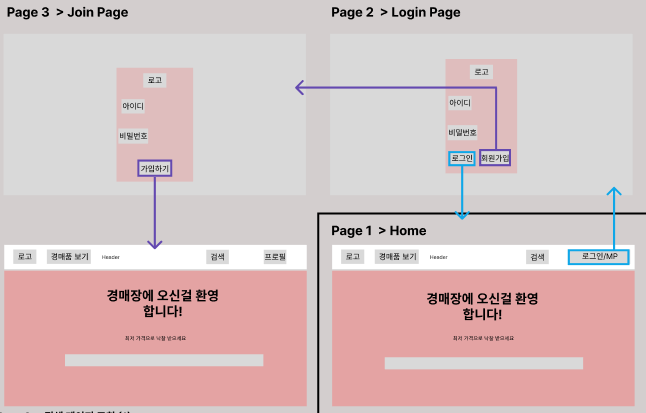 Page 3 > Join Page
로고
아이디
비밀번호
가입하기
Page 2 > Login Page
로고
아이디
비밀번호
로그인 회원가입
로고 경매품 보기 Header 검색 프로필
경매장에 오신걸 환영
합니다!
최저 가격으로 낙찰 받으세요
Page 1 > Home
로고 경매품 보기 Header 검색 로그인/MP
경매장에 오신걸 환영
합니다!
최저 가격으로 낙찰 받으세요